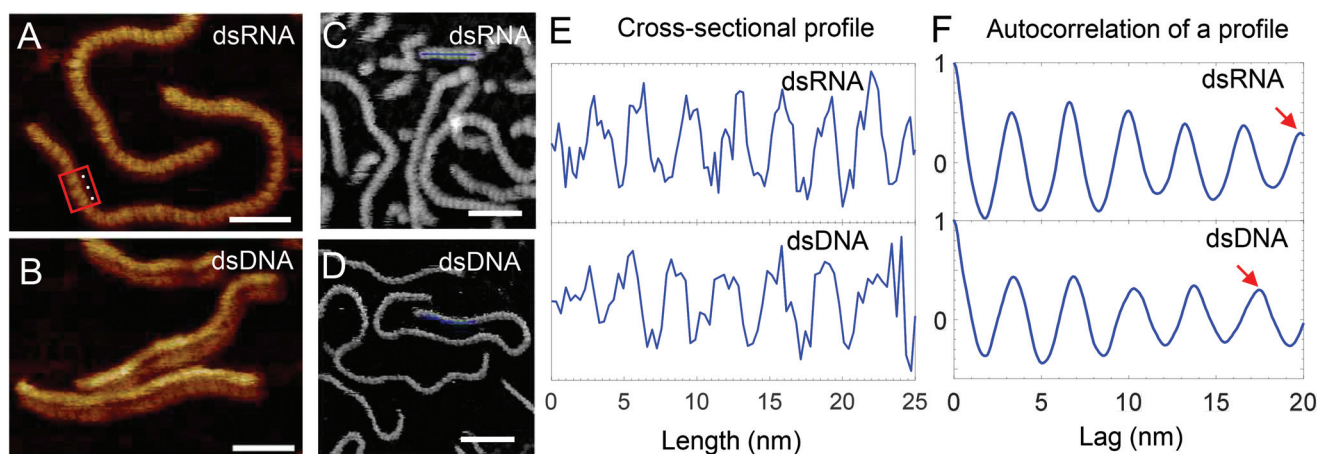 A
dsRNA
B
dsDNA
C
dsRNA
D
dsDNA
E
Cross-sectional profile
dsRNA
dsDNA
0
5
10
15
20
25
Length (nm)
F
Autocorrelation of a profile
1
dsRNA
0
1
dsDNA
0
0
5
10
15
20
Lag (nm)